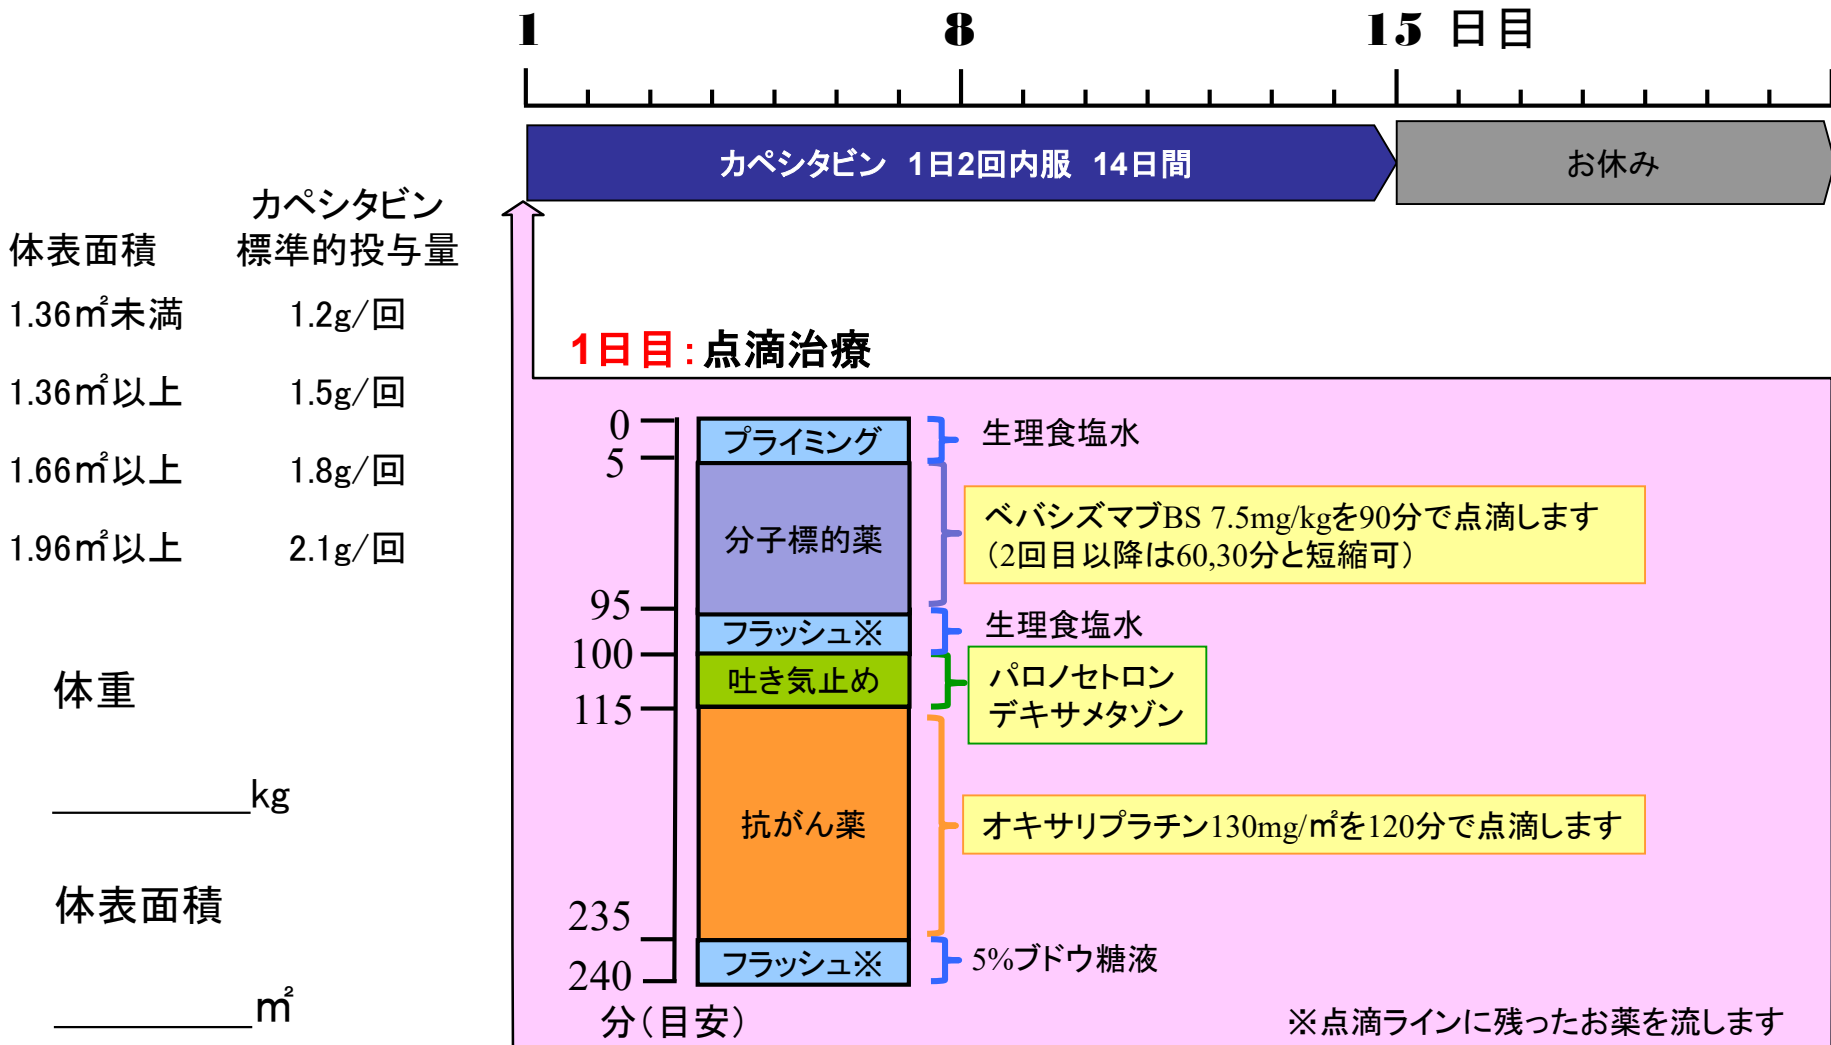 1 8 15 日目
カペシタビン 1日2回内服 14日間
お休み
カペシタビン
体表面積 標準的投与量
1.36㎡未満 1.2g/回
1.36㎡以上 1.5g/回
1.66㎡以上 1.8g/回
1.96㎡以上 2.1g/回
体重
kg
体表面積
㎡
1日目:点滴治療
0
プライミング
生理食塩水
5
分子標的薬
ベバシズマブBS 7.5mg/kgを90分で点滴します
(2回目以降は60,30分と短縮可)
95
フラッシュ※
生理食塩水
100
吐き気止め
パロノセトロン
デキサメタゾン
115
抗がん薬
オキサリプラチン130mg/㎡を120分で点滴します
235
フラッシュ※
5%ブドウ糖液
240
分(目安)
※点滴ラインに残ったお薬を流します